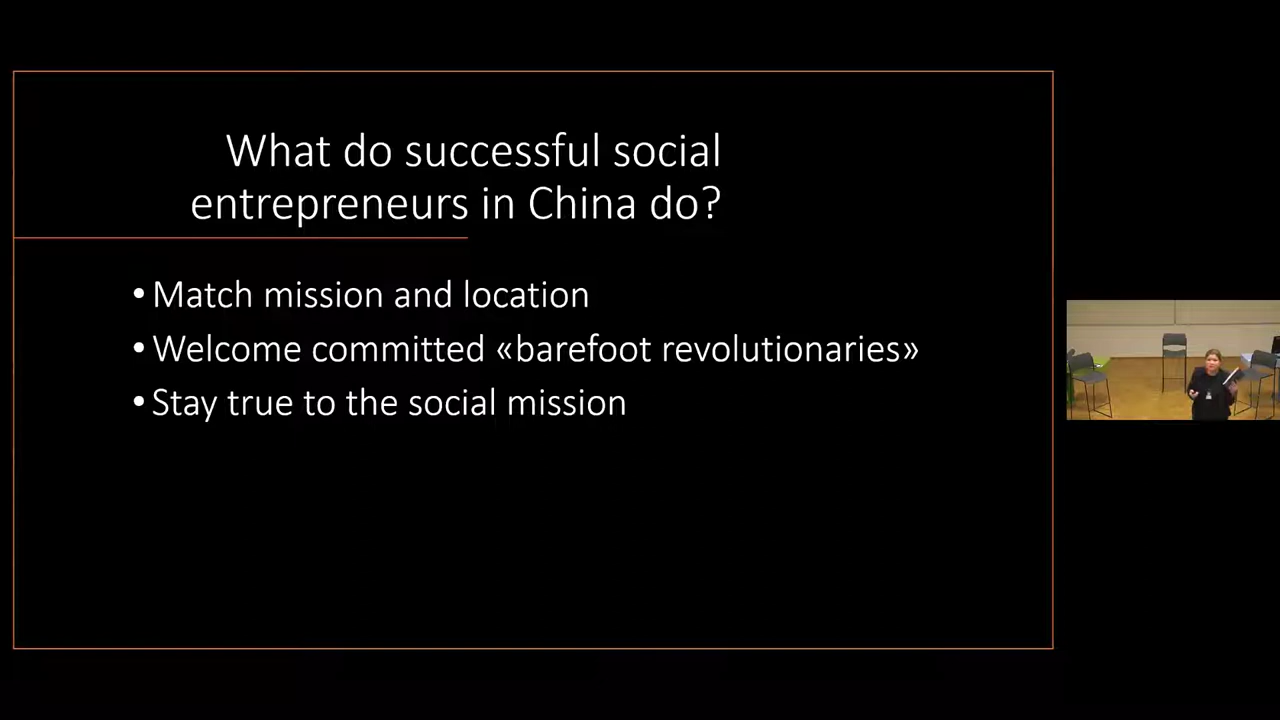 What do successful social
entrepreneurs in China do?
• Match mission and location
• Welcome committed «barefoot revolutionaries»
• Stay true to the social mission